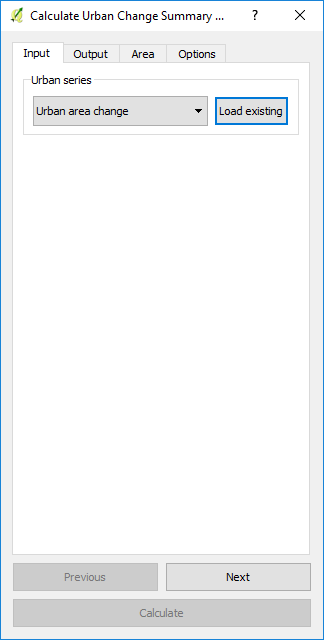 Calculate Urban Change Summary ... ?
Input Output Area Options
Urban series
Urban area change Load existing
Previous Next
Calculate